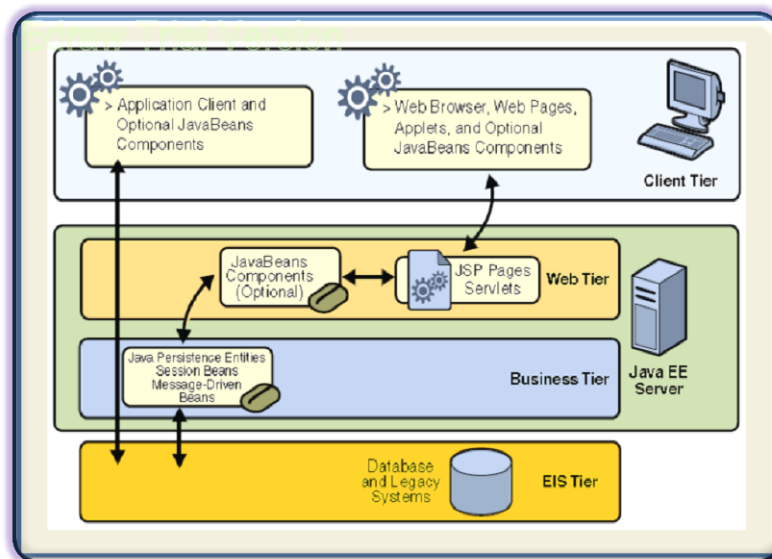 Edraw Trial Version
> Application Client and
Optional JavaBeans
Components
> Web Browser, Web Pages,
Applets, and Optional
JavaBeans Components
Client Tier
JavaBeans
Components
(Optional)
JSP Pages
Servlets
Web Tier
Java Persistence Entities
Session Beans
Message-Driven
Beans
Business Tier
Java EE
Server
Database
and Legacy
Systems
EIS Tier